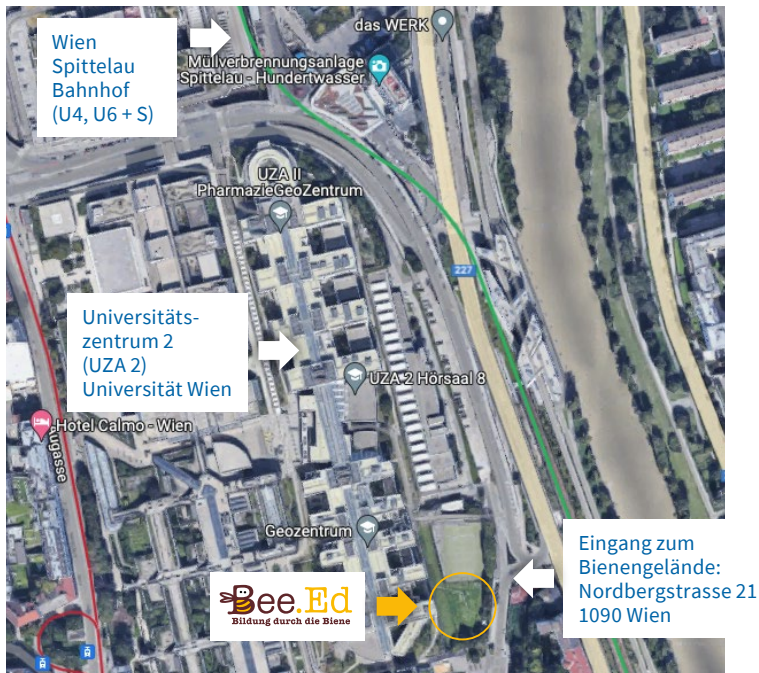 Wien
Spittelau
Bahnhof
(U4, U6 + S)
das WERK
Müllverbrennungsanlage
Spittelau - Hundertwasser
UZA II
PharmazieGeoZentrum
227
Universitäts-
zentrum 2
(UZA 2)
Universität Wien
UZA 2 Hörsaal 8
Hotel Calmo - Wien
Augasse
Geozentrum
Eingang zum
Bienengelände:
Nordbergstrasse 21
1090 Wien
Bee.Ed
Bildung durch die Biene